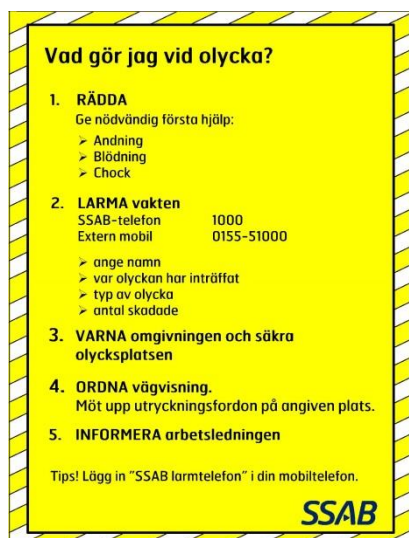 Vad gör jag vid olycka?
1. RÄDDA
Ge nödvändig första hjälp:
➢ Andning
➢ Blödning
➢ Chock
2. LARMA vakten
SSAB-telefon 1000
Extern mobil 0155-51000
➢ ange namn
➢ var olyckan har inträffat
➢ typ av olycka
➢ antal skadade
3. VARNA omgivningen och säkra
olycksplatsen
4. ORDNA vägvisning.
Möt upp utryckningsfordon på angiven plats.
5. INFORMERA arbetsledningen
Tips! Lägg in "SSAB larmtelefon" i din mobiltelefon.
SSAB